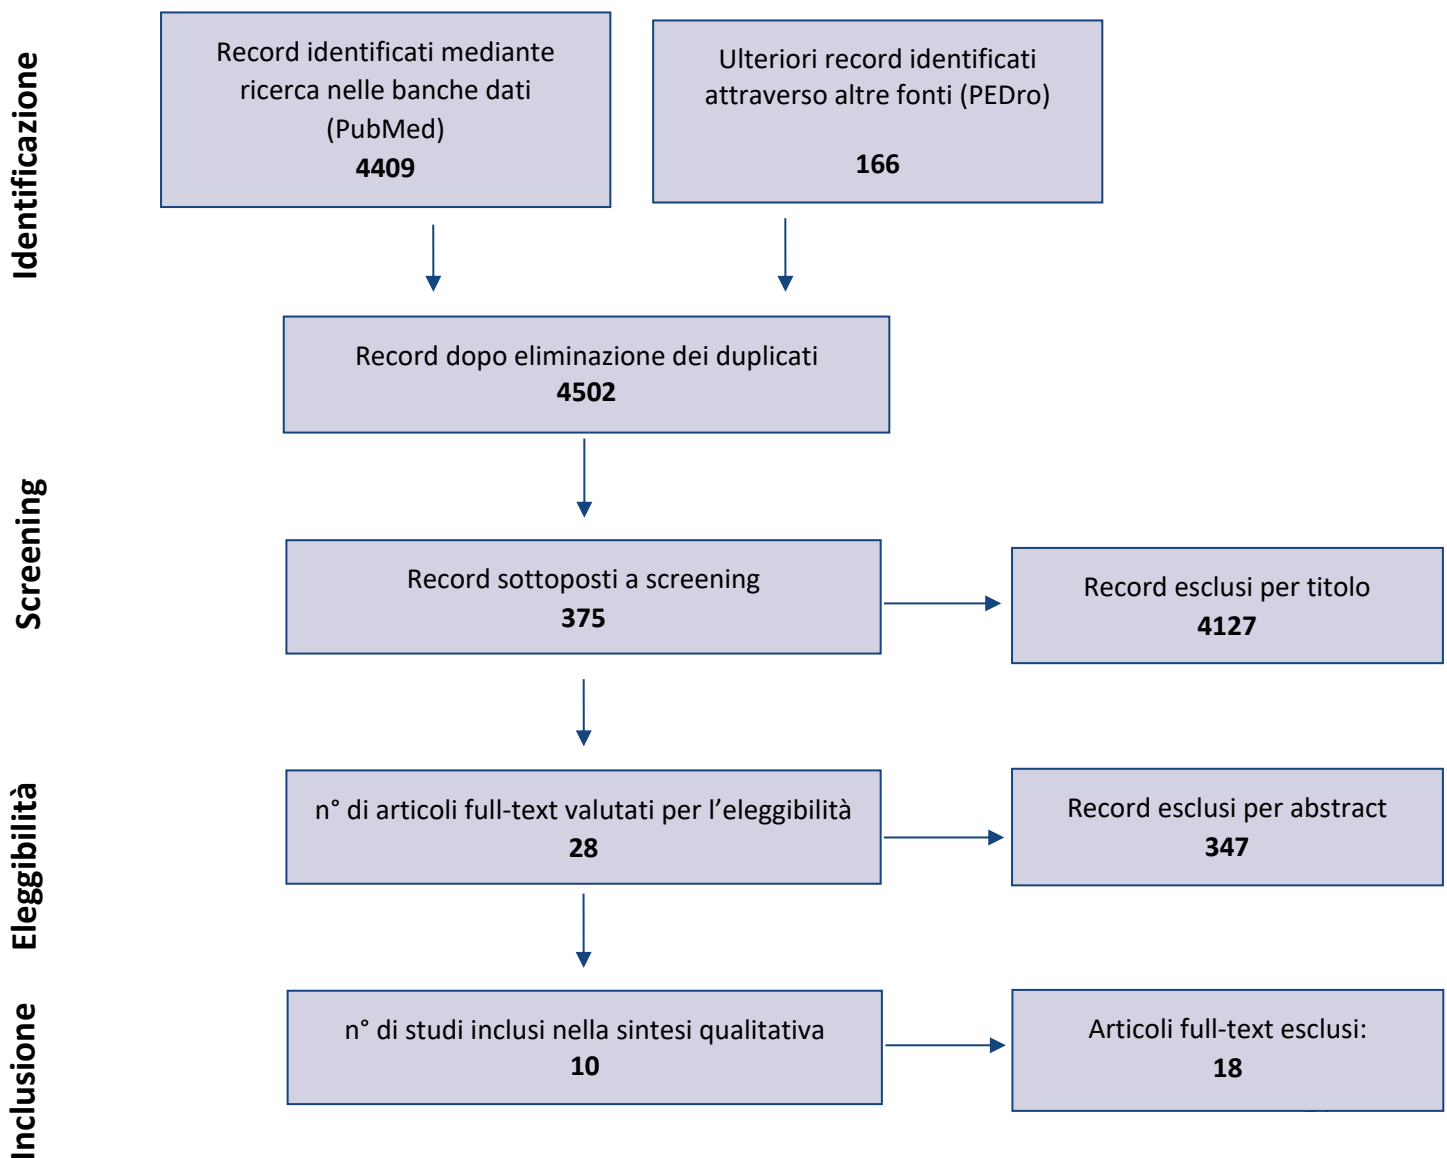 Identificazione
Record identificati mediante
ricerca nelle banche dati
(PubMed)
4409
Ulteriori record identificati
attraverso altre fonti (PEDro)
166
Record dopo eliminazione dei duplicati
4502
Screening
Record sottoposti a screening
375
Record esclusi per titolo
4127
Eleggibilità
n° di articoli full-text valutati per l’eleggibilità
28
Record esclusi per abstract
347
Inclusione
n° di studi inclusi nella sintesi qualitativa
10
Articoli full-text esclusi:
18